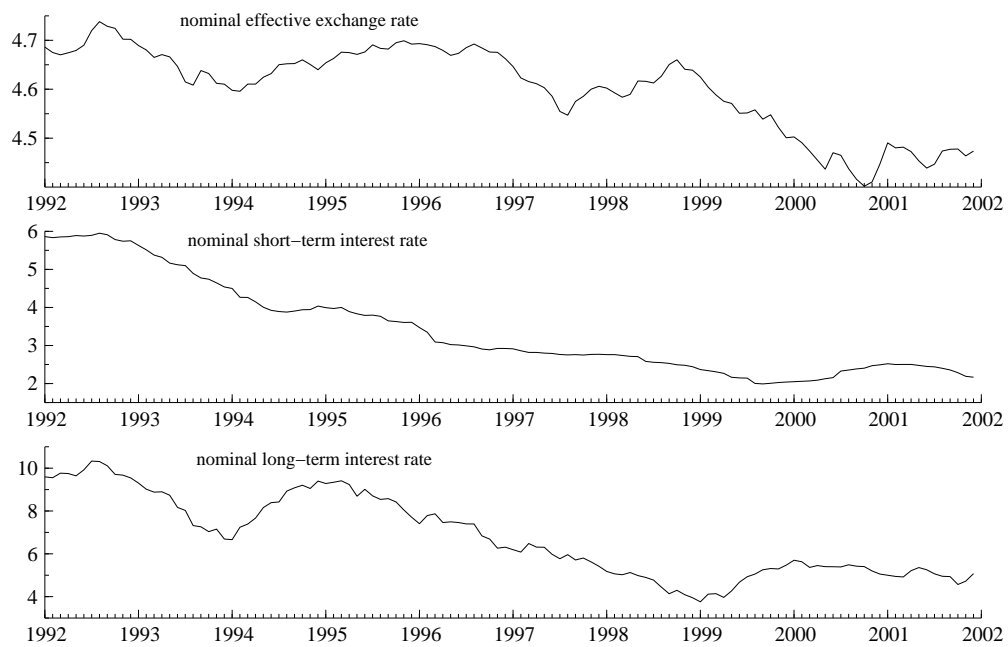 nominal effective exchange rate
4.7
4.6
4.5
1992 1993 1994 1995 1996 1997 1998 1999 2000 2001 2002
nominal short−term interest rate
6
5
4
3
2
1992 1993 1994 1995 1996 1997 1998 1999 2000 2001 2002
nominal long−term interest rate
10
8
6
4
1992 1993 1994 1995 1996 1997 1998 1999 2000 2001 2002